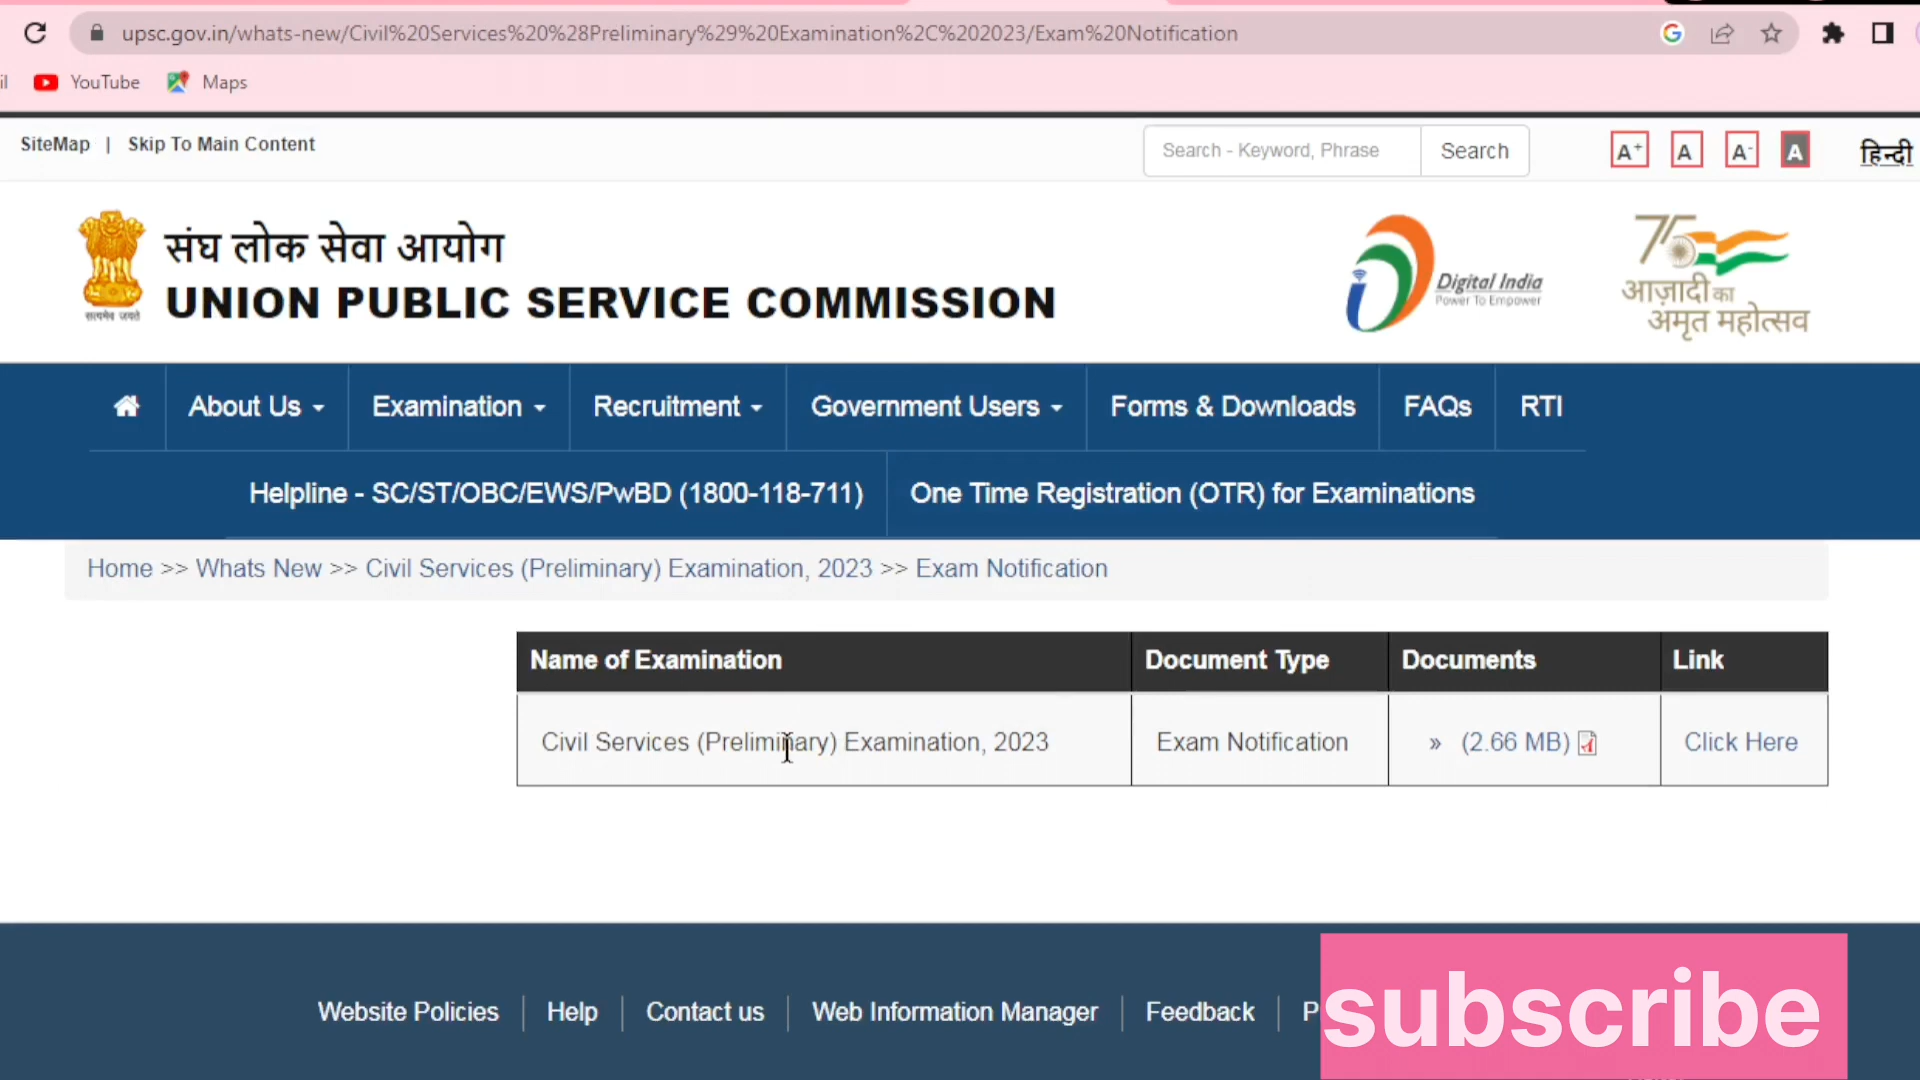 upsc.gov.in/whats-new/Civil%20Services%20%28Preliminary%29%20Examination%2C%202023/Exam%20Notification
il YouTube Maps
SiteMap | Skip To Main Content
Search - Keyword, Phrase Search A+ A A- A हिन्दी
संघ लोक सेवा आयोग
UNION PUBLIC SERVICE COMMISSION
सत्यमेव जयते
Digital India
Power To Empower
75
आज़ादी का
अमृत महोत्सव
About Us Examination Recruitment Government Users Forms & Downloads FAQs RTI
Helpline - SC/ST/OBC/EWS/PwBD (1800-118-711) One Time Registration (OTR) for Examinations
Home >> Whats New >> Civil Services (Preliminary) Examination, 2023 >> Exam Notification
Name of Examination Document Type Documents Link
Civil Services (Preliminary) Examination, 2023 Exam Notification » (2.66 MB) Click Here
Website Policies | Help | Contact us | Web Information Manager | Feedback | P
subscribe